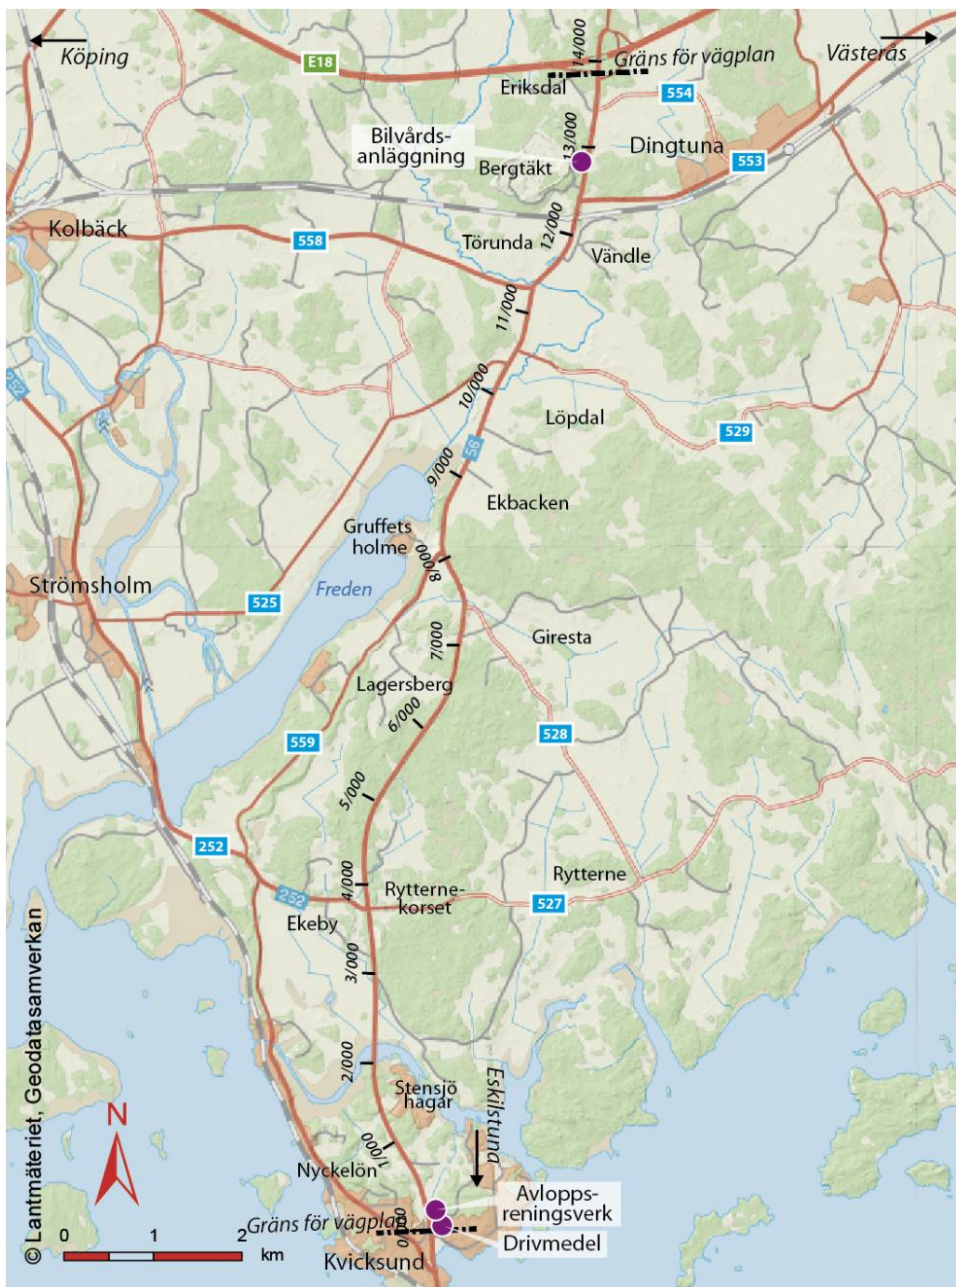 Köping
E18
14/000
Gräns för vägplan
Västerås
Eriksdal
554
Bilvårds-
anläggning
13/000
Dingtuna
553
Bergtäkt
Kolbäck
558
Törunda
12/000
Vändle
11/000
252
10/000
Löpdal
529
56
9/000
Ekbacken
Gruffets
holme
8/000
Strömsholm
Freden
525
Giresta
7/000
Lagersberg
6/000
559
528
5/000
252
4/000
Rytterne-
korset
Rytterne
252
Ekeby
527
3/000
2/000
Stensjö
hagar
Eskilstuna
1/000
N
Nyckelön
Avlopps-
reningsverk
Gräns för vägplan
0/000
Drivmedel
Kvicksund
0 1 2
km
© Lantmäteriet, Geodatasamverkan